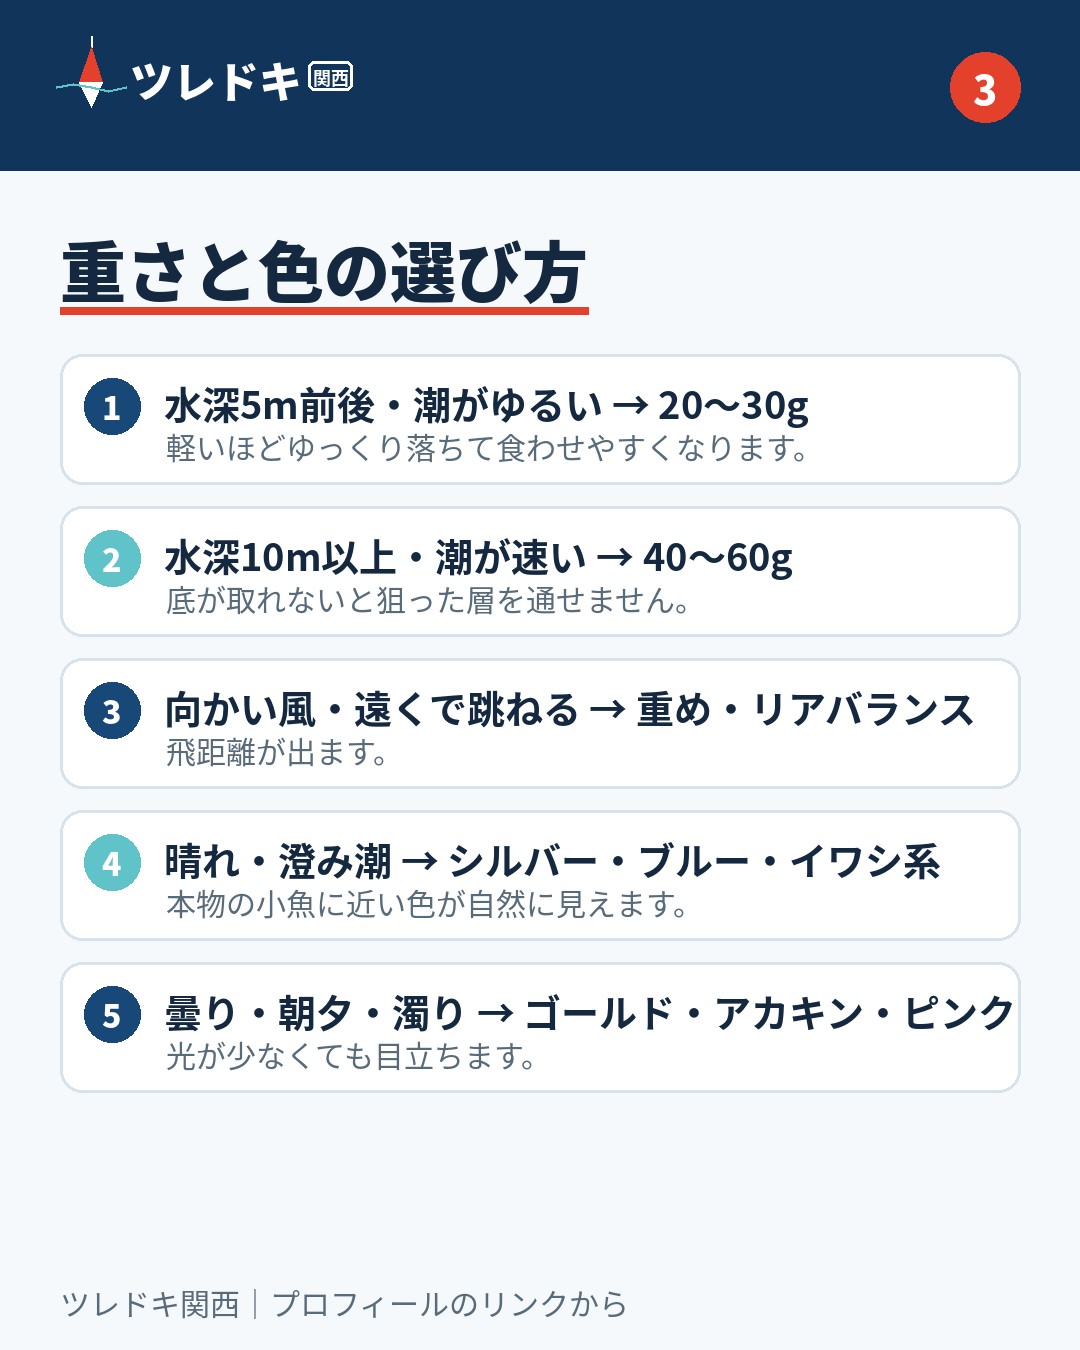 ツレドキ 関西
3
重さと色の選び方
1 水深5m前後・潮がゆるい → 20〜30g
軽いほどゆっくり落ちて食わせやすくなります。
2 水深10m以上・潮が速い → 40〜60g
底が取れないと狙った層を通せません。
3 向かい風・遠くで跳ねる → 重め・リアバランス
飛距離が出ます。
4 晴れ・澄み潮 → シルバー・ブルー・イワシ系
本物の小魚に近い色が自然に見えます。
5 曇り・朝夕・濁り → ゴールド・アカキン・ピンク
光が少なくても目立ちます。
ツレドキ関西｜プロフィールのリンクから